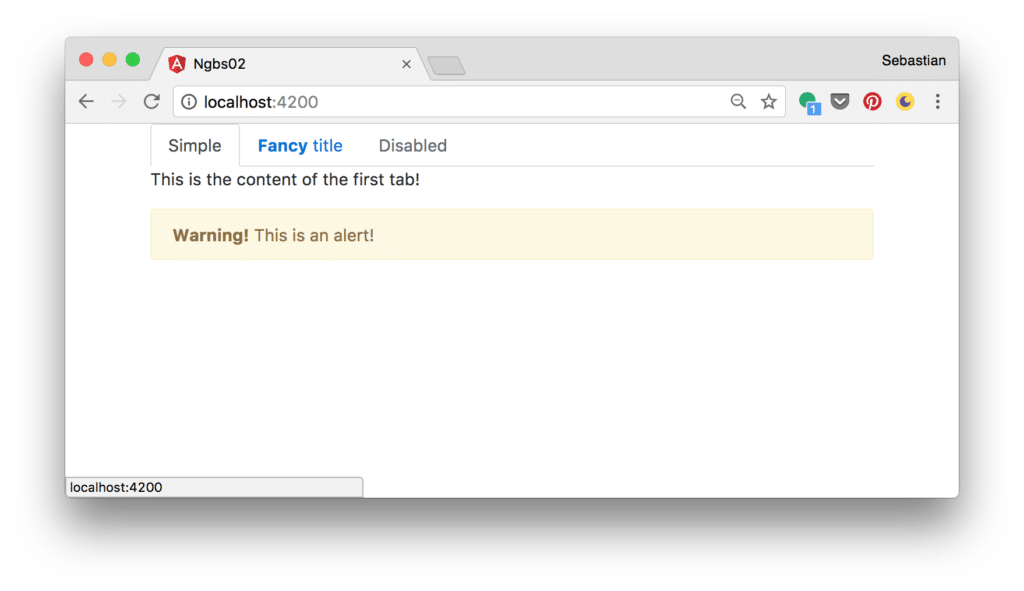 Ngbs02
Sebastian
localhost:4200
1
Simple Fancy title Disabled
This is the content of the first tab!
Warning! This is an alert!
localhost:4200